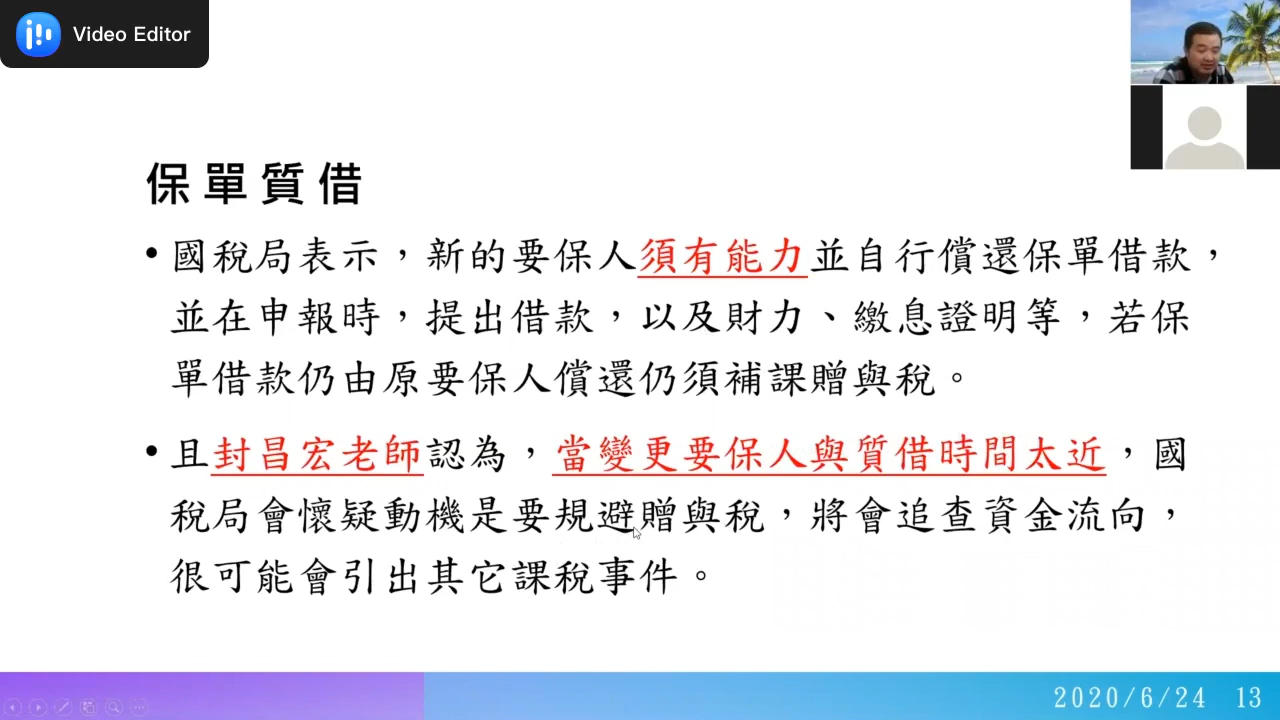 Video Editor
保單質借
• 國稅局表示，新的要保人須有能力並自行償還保單借款，
並在申報時，提出借款，以及財力、繳息證明等，若保
單借款仍由原要保人償還仍須補課贈與稅。
• 且封昌宏老師認為，當變更要保人與質借時間太近，國
稅局會懷疑動機是要規避贈與稅，將會追查資金流向，
很可能會引出其它課稅事件。
2020/6/24 13